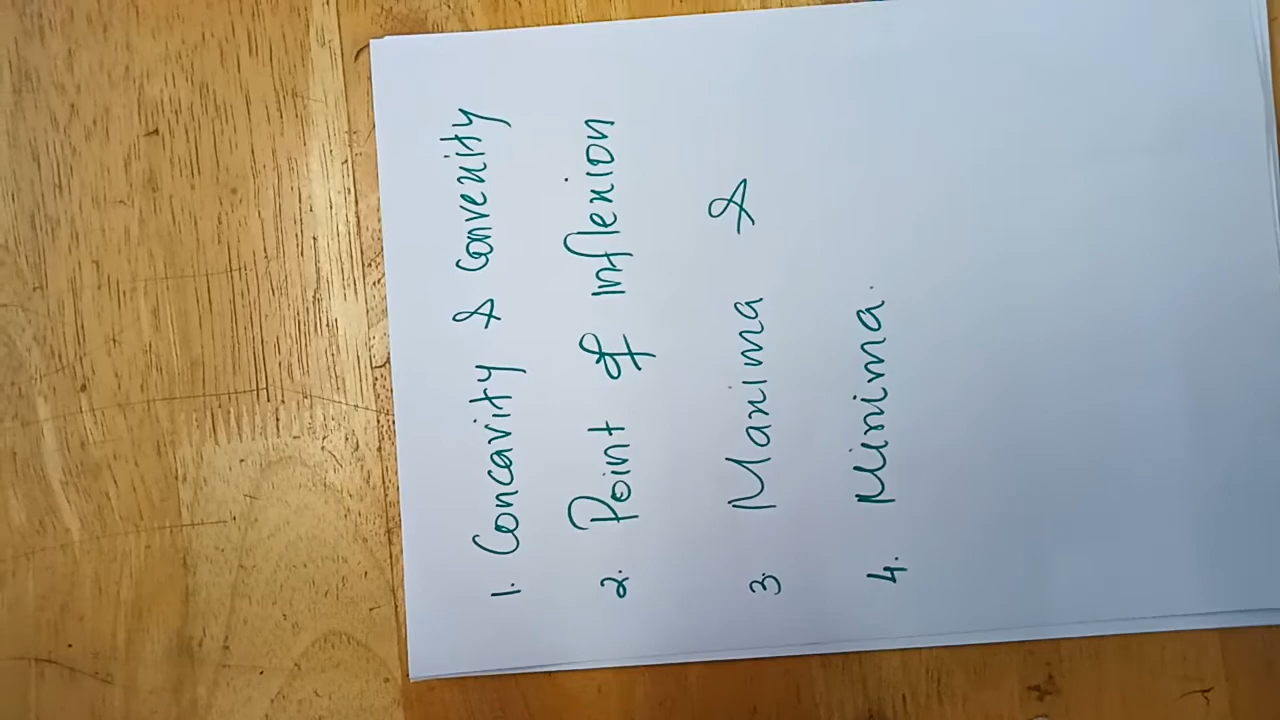 1. Concavity & Convexity
2. Point of inflexion
3. Maxima &
4. Minima.